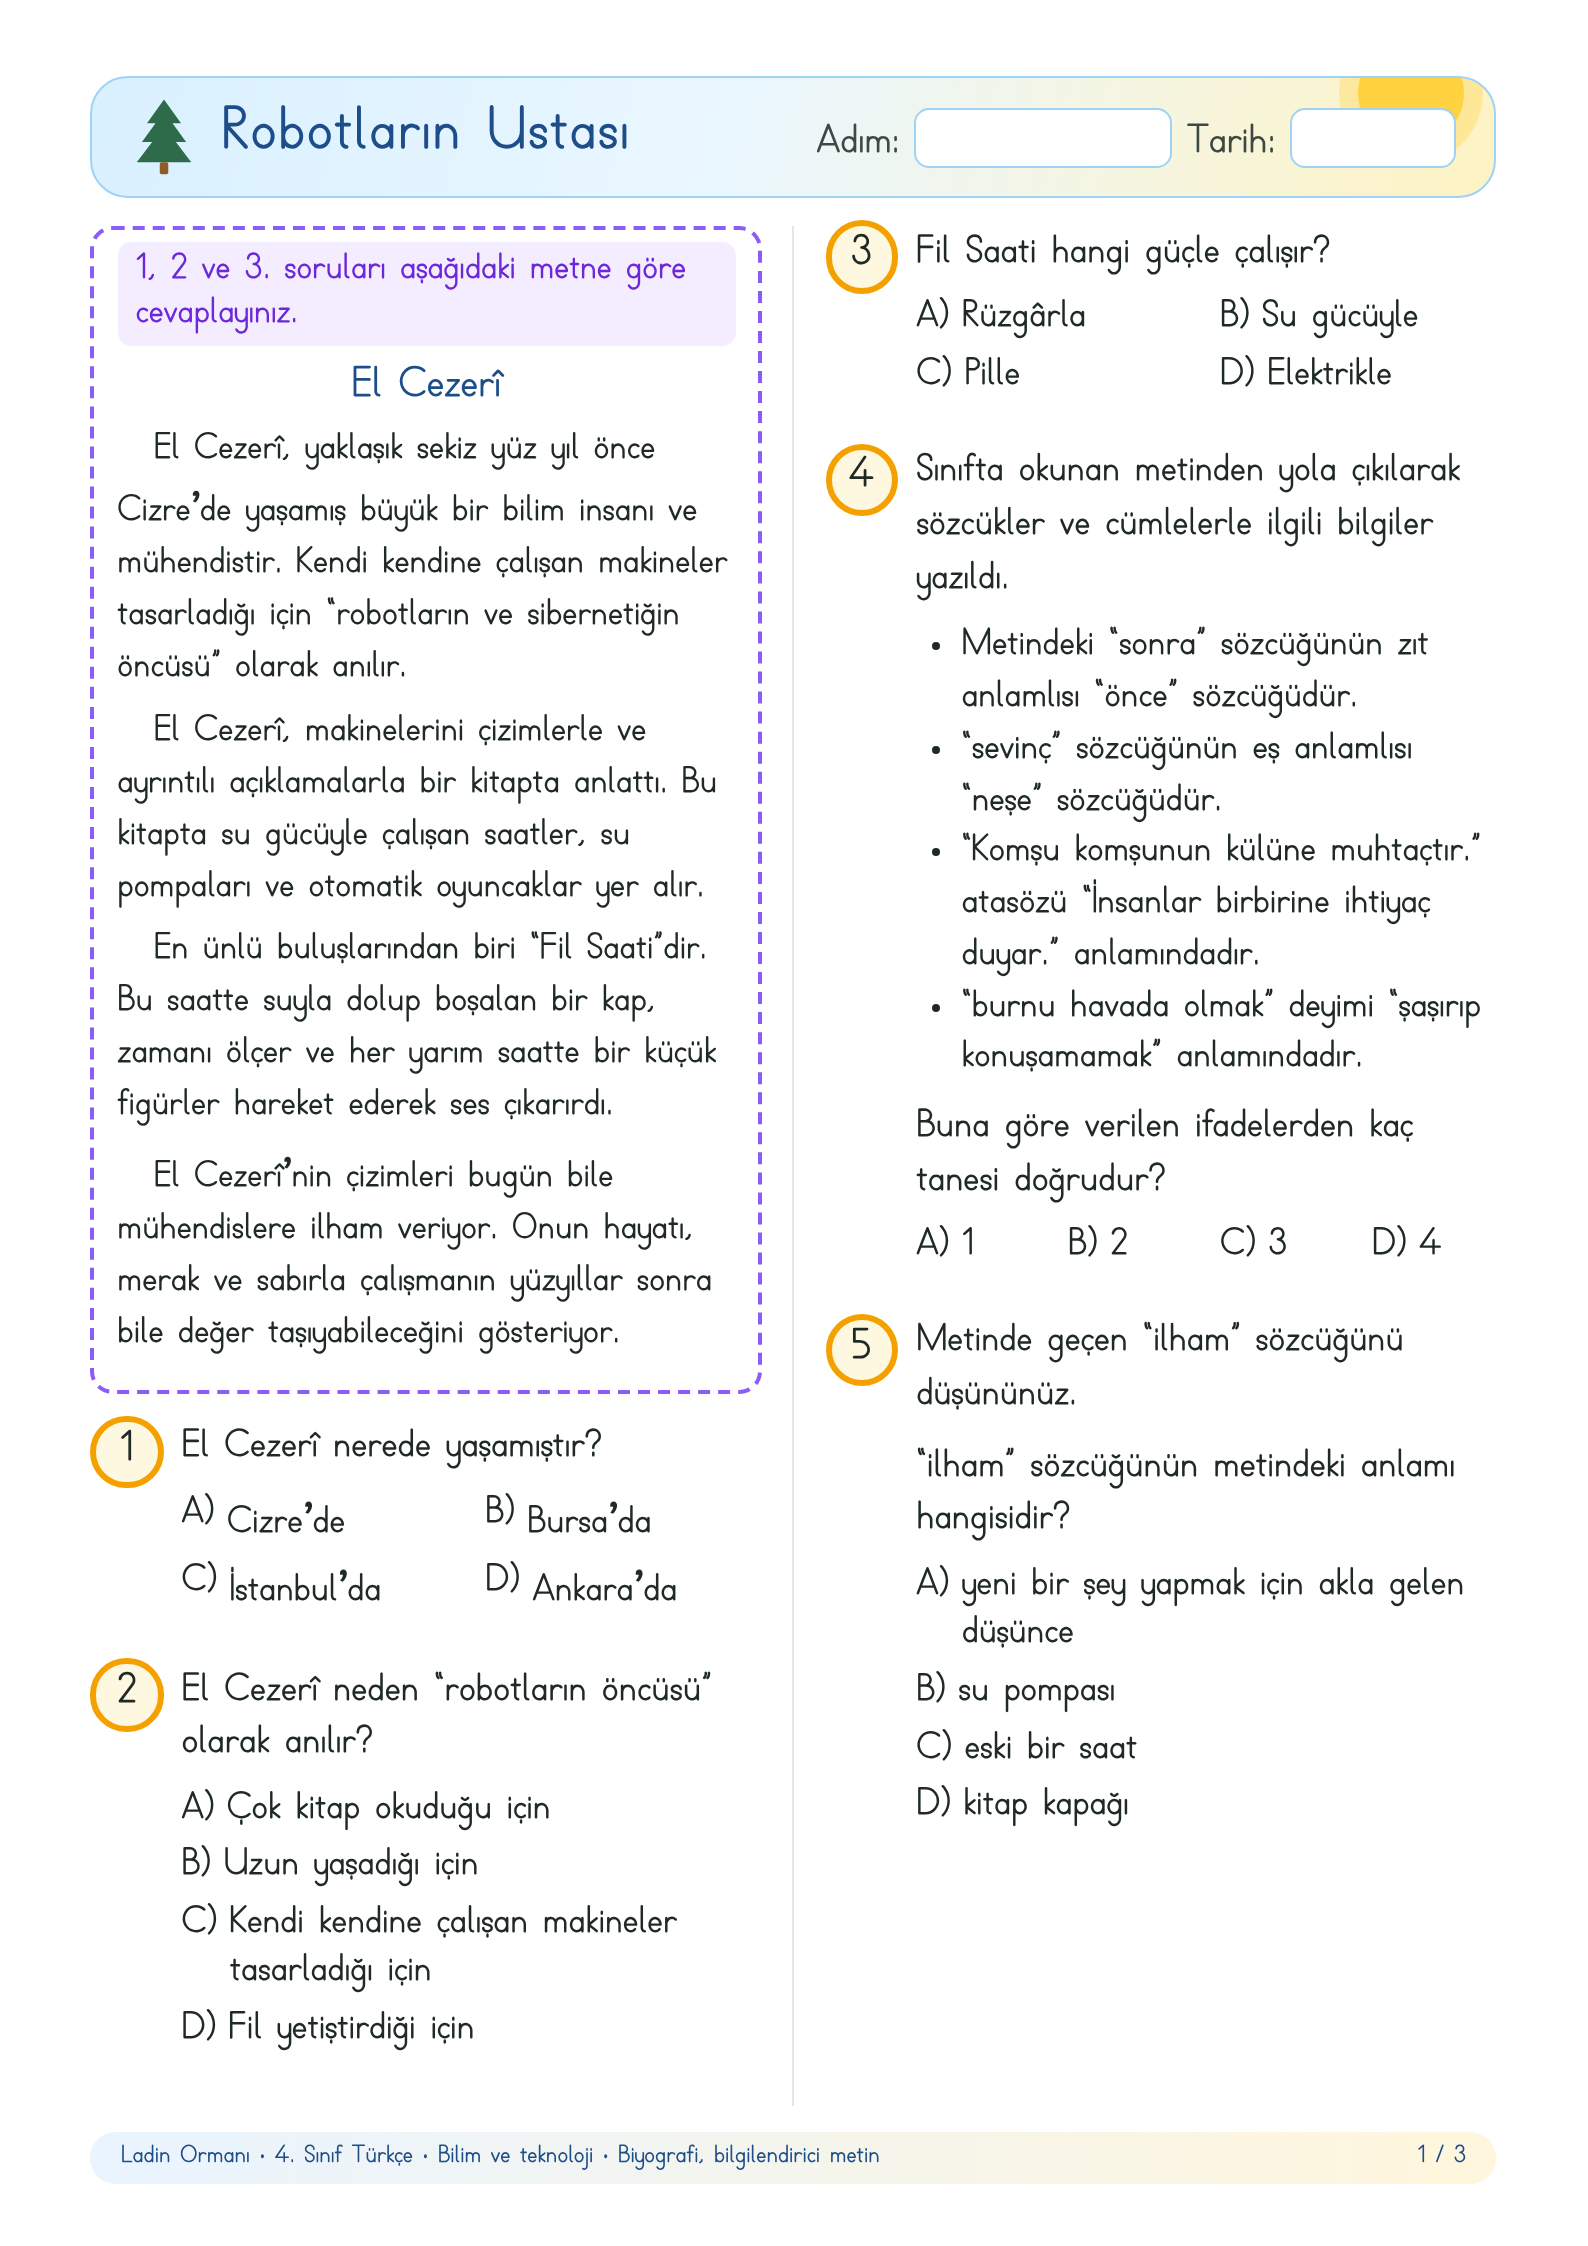 Robotların Ustası
Adım:
Tarih:
1, 2 ve 3. soruları aşağıdaki metne göre
cevaplayınız.
El Cezerî
El Cezerî, yaklaşık sekiz yüz yıl önce
Cizre’de yaşamış büyük bir bilim insanı ve
mühendistir. Kendi kendine çalışan makineler
tasarladığı için “robotların ve sibernetiğin
öncüsü” olarak anılır.
El Cezerî, makinelerini çizimlerle ve
ayrıntılı açıklamalarla bir kitapta anlattı. Bu
kitapta su gücüyle çalışan saatler, su
pompaları ve otomatik oyuncaklar yer alır.
En ünlü buluşlarından biri “Fil Saati”dir.
Bu saatte suyla dolup boşalan bir kap,
zamanı ölçer ve her yarım saatte bir küçük
figürler hareket ederek ses çıkarırdı.
El Cezerî’nin çizimleri bugün bile
mühendislere ilham veriyor. Onun hayatı,
merak ve sabırla çalışmanın yüzyıllar sonra
bile değer taşıyabileceğini gösteriyor.
1 El Cezerî nerede yaşamıştır?
A) Cizre’de B) Bursa’da
C) İstanbul’da D) Ankara’da
2 El Cezerî neden “robotların öncüsü”
olarak anılır?
A) Çok kitap okuduğu için
B) Uzun yaşadığı için
C) Kendi kendine çalışan makineler
tasarladığı için
D) Fil yetiştirdiği için
3 Fil Saati hangi güçle çalışır?
A) Rüzgârla B) Su gücüyle
C) Pille D) Elektrikle
4 Sınıfta okunan metinden yola çıkılarak
sözcükler ve cümlelerle ilgili bilgiler
yazıldı.
• Metindeki “sonra” sözcüğünün zıt
anlamlısı “önce” sözcüğüdür.
• “sevinç” sözcüğünün eş anlamlısı
“neşe” sözcüğüdür.
• “Komşu komşunun külüne muhtaçtır.”
atasözü “İnsanlar birbirine ihtiyaç
duyar.” anlamındadır.
• “burnu havada olmak” deyimi “şaşırıp
konuşamamak” anlamındadır.
Buna göre verilen ifadelerden kaç
tanesi doğrudur?
A) 1 B) 2 C) 3 D) 4
5 Metinde geçen “ilham” sözcüğünü
düşününüz.
“ilham” sözcüğünün metindeki anlamı
hangisidir?
A) yeni bir şey yapmak için akla gelen
düşünce
B) su pompası
C) eski bir saat
D) kitap kapağı
Ladin Ormanı • 4. Sınıf Türkçe • Bilim ve teknoloji • Biyografi, bilgilendirici metin
1 / 3